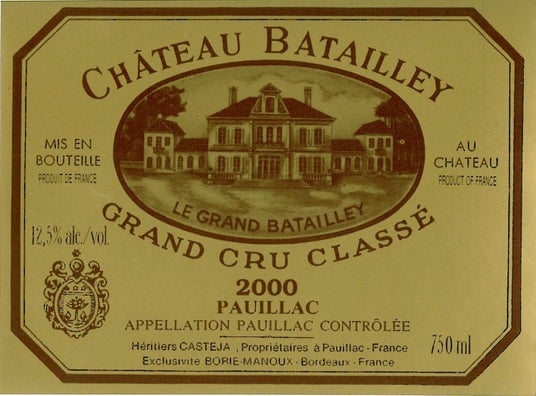 CHÂTEAU BATAILLEY
MIS EN
BOUTEILLE
PRODUIT DE FRANCE
AU
CHATEAU
PRODUCT OF FRANCE
LE GRAND BATAILLEY
GRAND CRU CLASSÉ
12,5% alc./vol.
2000
PAUILLAC
APPELLATION PAUILLAC CONTRÔLÉE
750 ml
Héritiers CASTEJA, Propriétaires à Pauillac - France
Exclusivité BORIE-MANOUX - Bordeaux - France